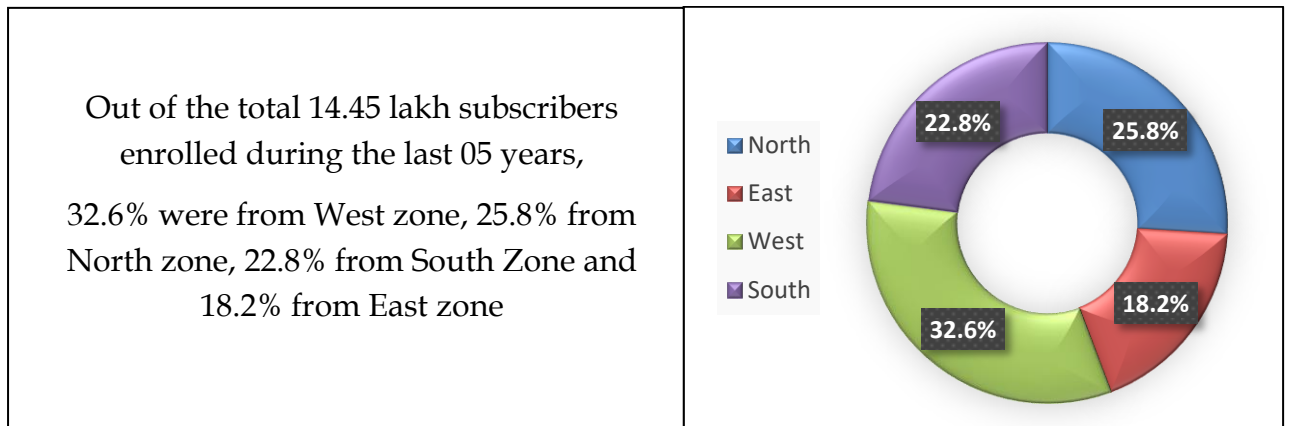 Out of the total 14.45 lakh subscribers
enrolled during the last 05 years,
32.6% were from West zone, 25.8% from
North zone, 22.8% from South Zone and
18.2% from East zone
North
East
West
South
22.8%
25.8%
18.2%
32.6%